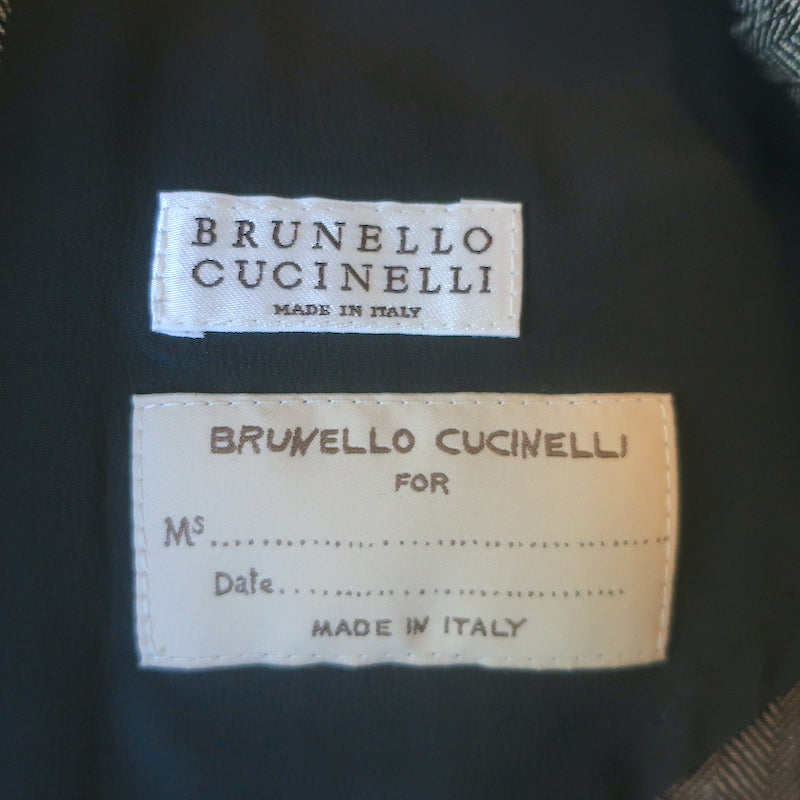 BRUNELLO
CUCINELLI
MADE IN ITALY
BRUNELLO CUCINELLI
FOR
Ms....................................................
Date........................................
MADE IN ITALY